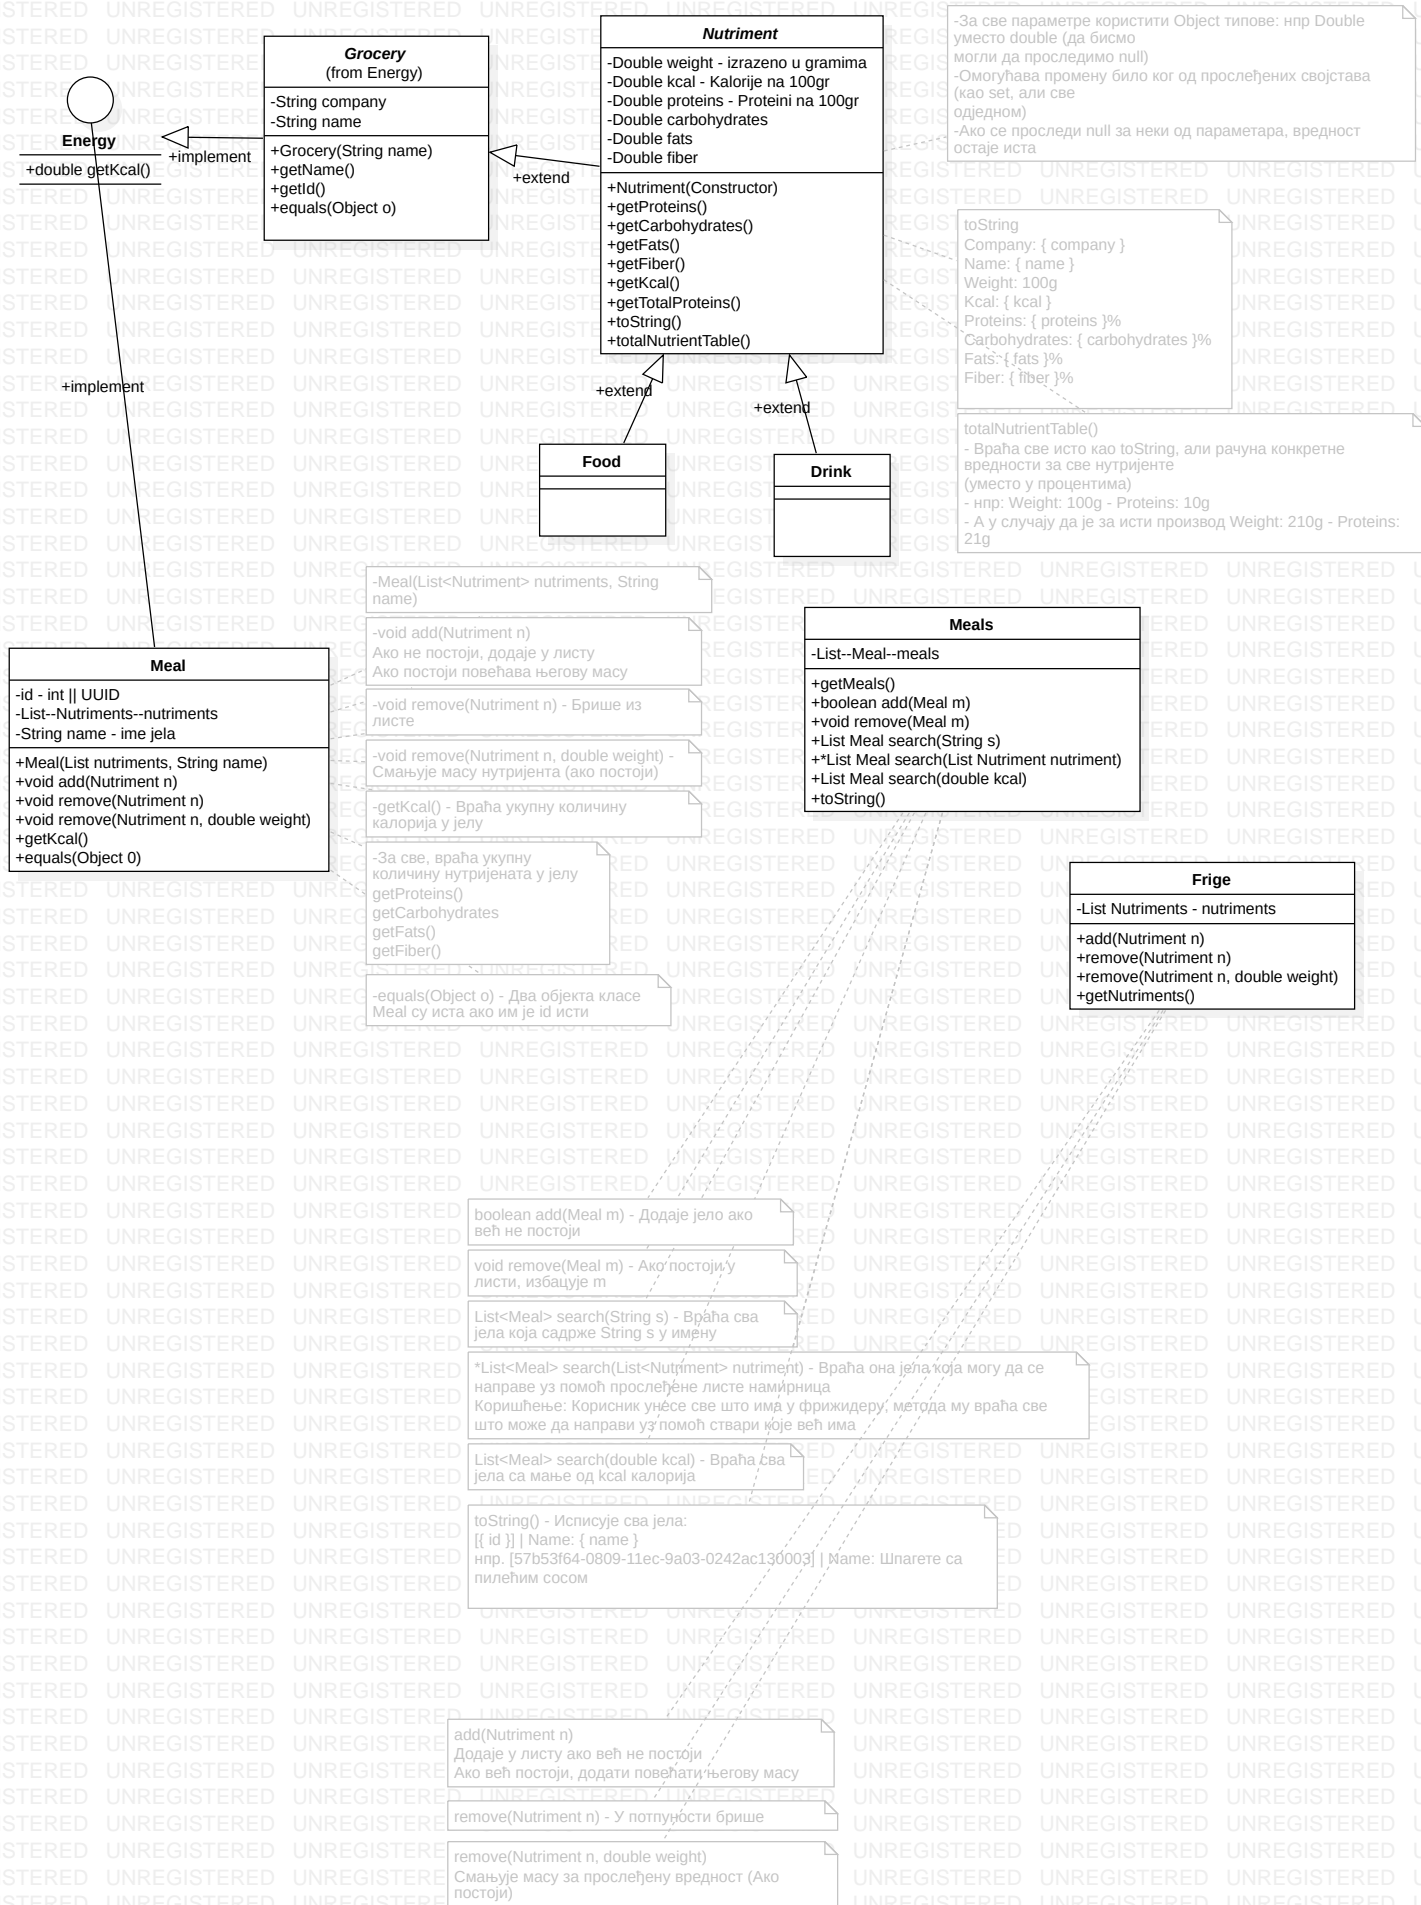 Energy
+double getKcal()
+implement
Grocery
(from Energy)
-String company
-String name
+Grocery(String name)
+getName()
+getId()
+equals(Object o)
+extend
Nutriment
-Double weight - izrazeno u gramima
-Double kcal - Kalorije na 100gr
-Double proteins - Proteini na 100gr
-Double carbohydrates
-Double fats
-Double fiber
+Nutriment(Constructor)
+getProteins()
+getCarbohydrates()
+getFats()
+getFiber()
+getKcal()
+getTotalProteins()
+toString()
+totalNutrientTable()
-За све параметре користити Object типове: нпр Double
уместо double (да бисмо
могли да проследимо null)
-Омогућава промену било ког од прослеђених својстава
(као set, али све
одједном)
-Ако се проследи null за неки од параметара, вредност
остаје иста
toString
Company: { company }
Name: { name }
Weight: 100g
Kcal: { kcal }
Proteins: { proteins }%
Carbohydrates: { carbohydrates }%
Fats: { fats }%
Fiber: { fiber }%
+implement
+extend
+extend
Food
Drink
totalNutrientTable()
- Враћа све исто као toString, али рачуна конкретне
вредности за све нутријенте
(уместо у процентима)
- нпр: Weight: 100g - Proteins: 10g
- А у случају да је за исти производ Weight: 210g - Proteins:
21g
Meal
-id - int || UUID
-List--Nutriments--nutriments
-String name - ime jela
+Meal(List nutriments, String name)
+void add(Nutriment n)
+void remove(Nutriment n)
+void remove(Nutriment n, double weight)
+getKcal()
+equals(Object 0)
-Meal(List<Nutriment> nutriments, String
name)
-void add(Nutriment n)
Ако не постоји, додаје у листу
Ако постоји повећава његову масу
-void remove(Nutriment n) - Брише из
листе
-void remove(Nutriment n, double weight) -
Смањује масу нутријента (ако постоји)
-getKcal() - Враћа укупну количину
калорија у јелу
-За све, враћа укупну
количину нутријената у јелу
getProteins()
getCarbohydrates
getFats()
getFiber()
-equals(Object o) - Два објекта класе
Meal су иста ако им је id исти
Meals
-List--Meal--meals
+getMeals()
+boolean add(Meal m)
+void remove(Meal m)
+List Meal search(String s)
+*List Meal search(List Nutriment nutriment)
+List Meal search(double kcal)
+toString()
Frige
-List Nutriments - nutriments
+add(Nutriment n)
+remove(Nutriment n)
+remove(Nutriment n, double weight)
+getNutriments()
boolean add(Meal m) - Додаје јело ако
већ не постоји
void remove(Meal m) - Ако постоји у
листи, избацује m
List<Meal> search(String s) - Враћа сва
јела која садрже String s у имену
*List<Meal> search(List<Nutriment> nutriment) - Враћа она јела која могу да се
направе уз помоћ прослеђене листе намирница
Коришћење: Корисник унесе све што има у фрижидеру, метода му враћа све
што може да направи уз помоћ ствари које већ има
List<Meal> search(double kcal) - Враћа сва
јела са мање од kcal калорија
toString() - Исписује сва јела:
[{ id }] | Name: { name }
нпр. [57b53f64-0809-11ec-9a03-0242ac130003] | Name: Шпагете са
пилећим сосом
add(Nutriment n)
Додаје у листу ако већ не постоји
Ако већ постоји, додати повећати његову масу
remove(Nutriment n) - У потпуности брише
remove(Nutriment n, double weight)
Смањује масу за прослеђену вредност (Ако
постоји)